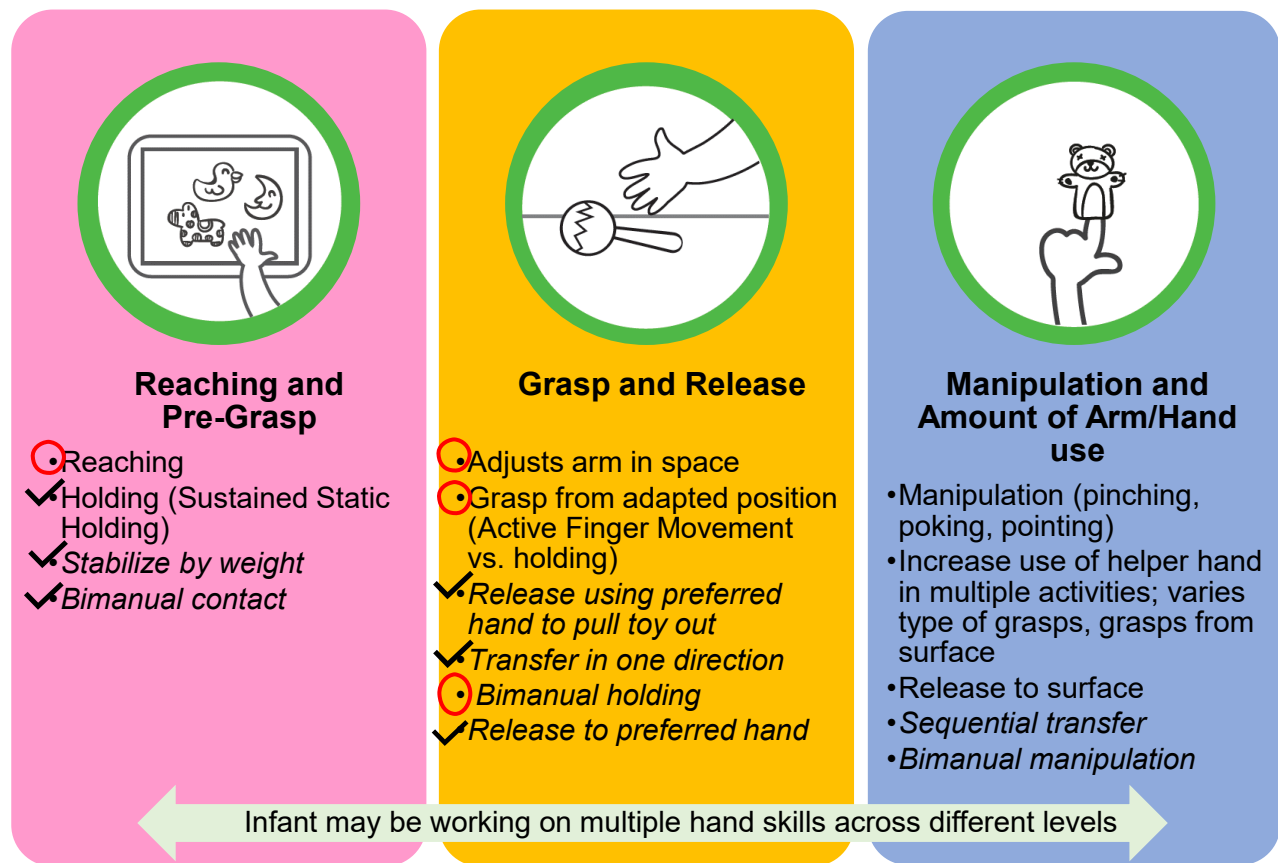 Reaching and
Pre-Grasp
•Reaching
•Holding (Sustained Static
Holding)
•Stabilize by weight
•Bimanual contact
Grasp and Release
•Adjusts arm in space
•Grasp from adapted position
(Active Finger Movement
vs. holding)
•Release using preferred
hand to pull toy out
•Transfer in one direction
• Bimanual holding
•Release to preferred hand
Manipulation and
Amount of Arm/Hand
use
•Manipulation (pinching,
poking, pointing)
•Increase use of helper hand
in multiple activities; varies
type of grasps, grasps from
surface
•Release to surface
•Sequential transfer
•Bimanual manipulation
Infant may be working on multiple hand skills across different levels